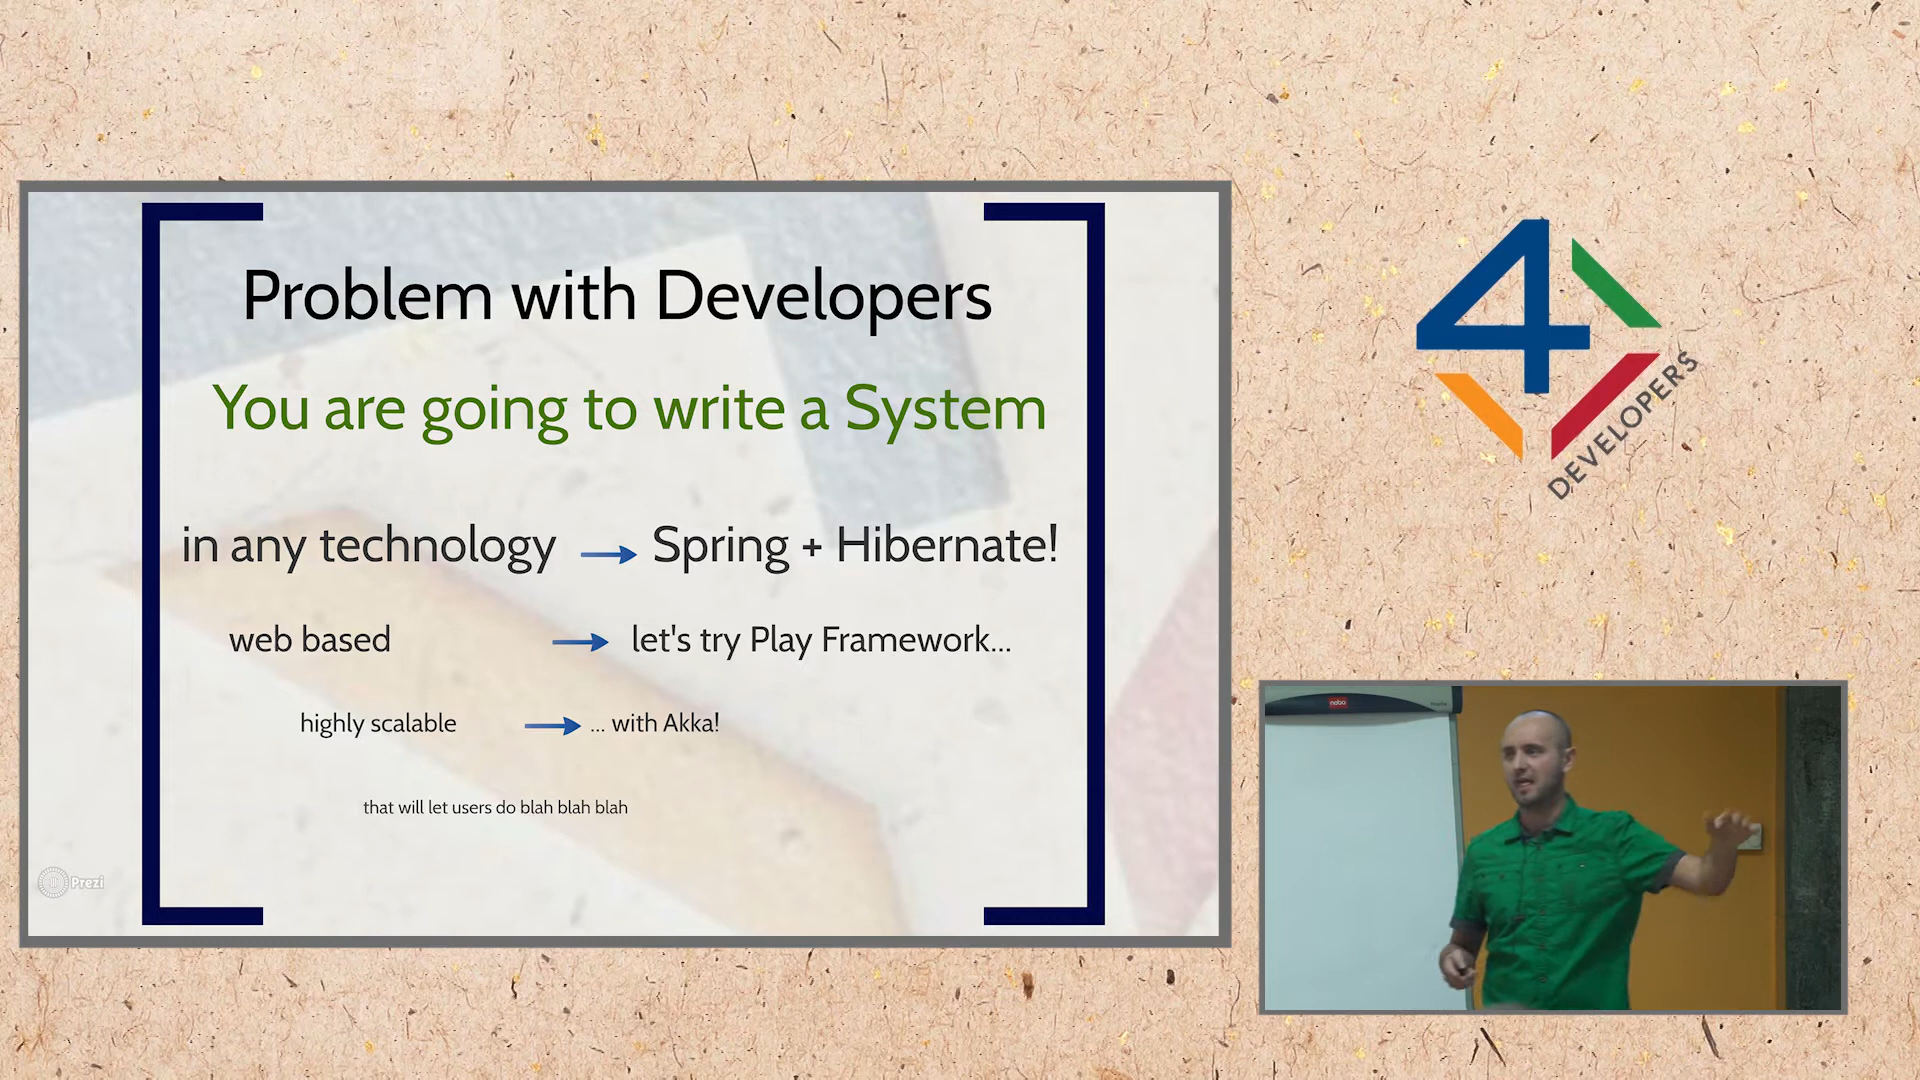 Problem with Developers
You are going to write a System
in any technology → Spring + Hibernate!
web based → let's try Play Framework...
highly scalable → ... with Akka!
that will let users do blah blah blah
Prezi
4
DEVELOPERS
nobo